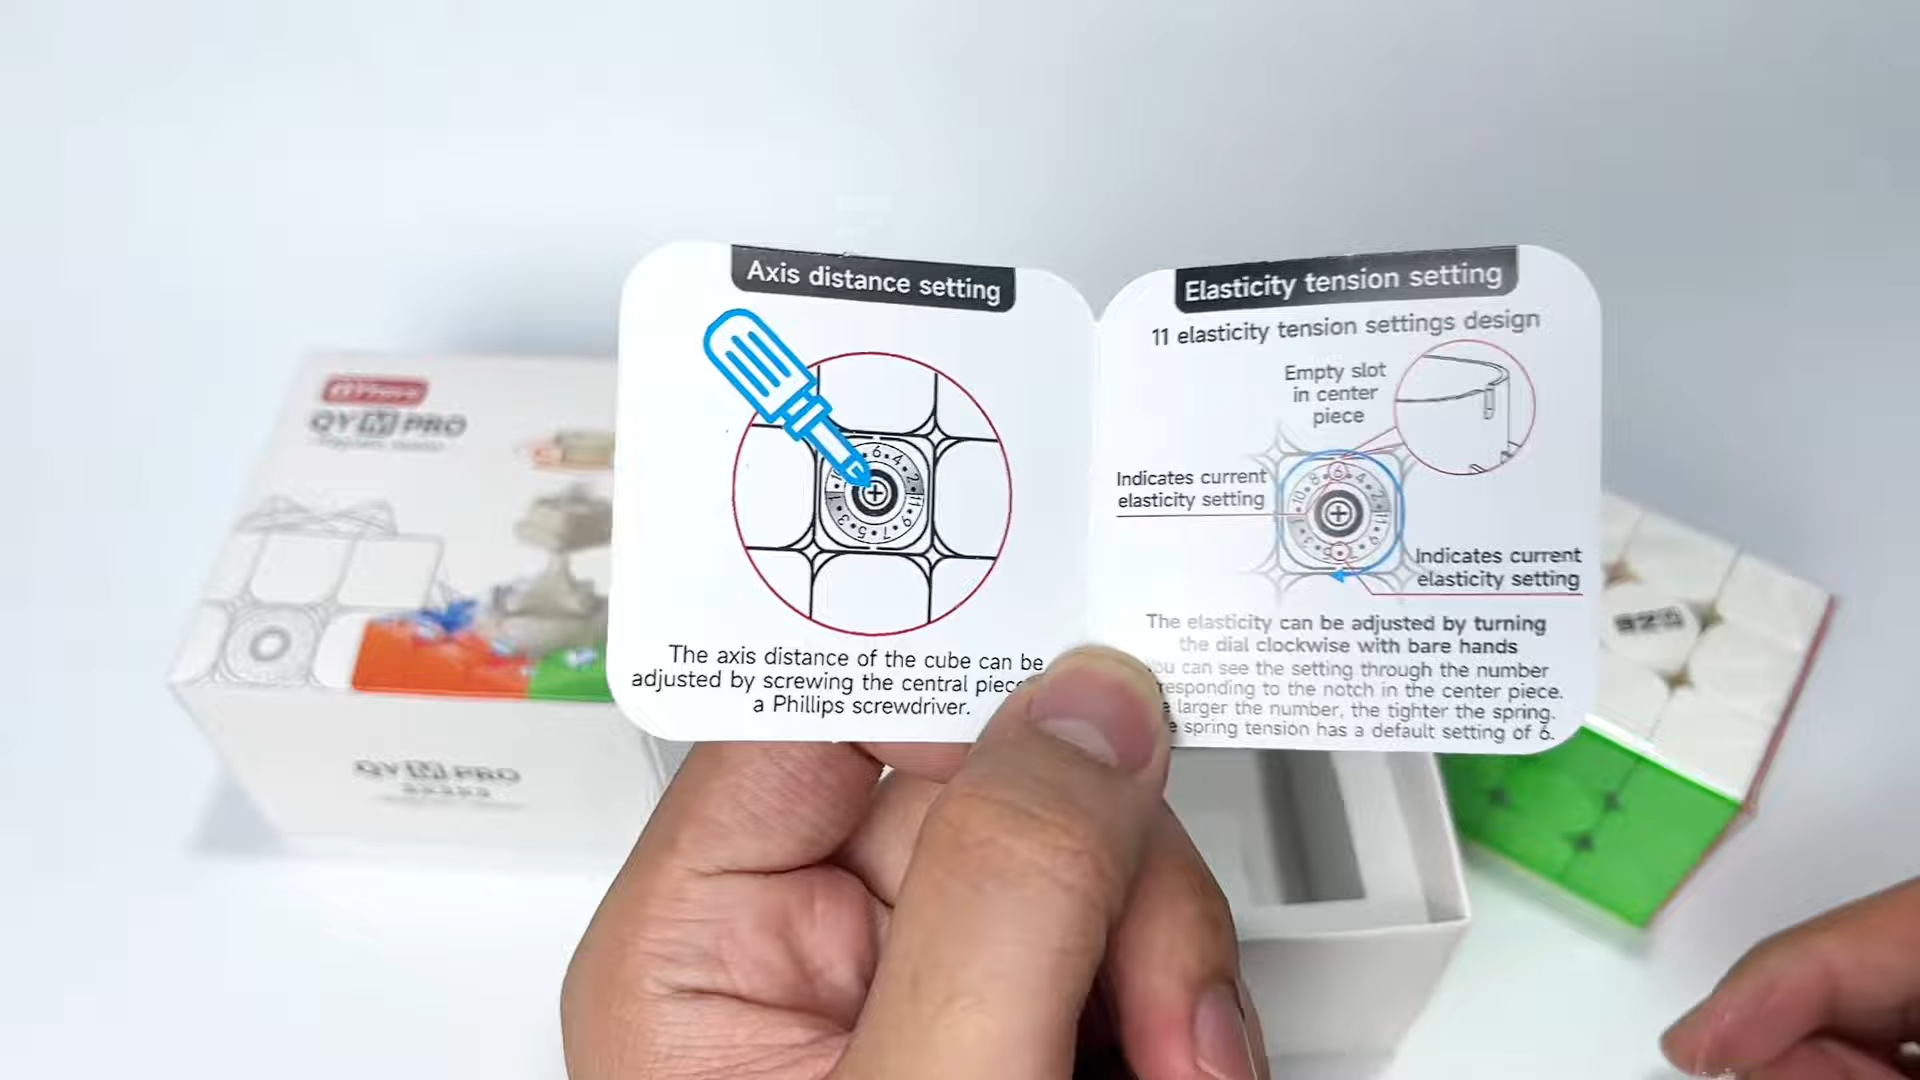 Axis distance setting
The axis distance of the cube can be
adjusted by screwing the central
a Phillips screwdriver.
Elasticity tension setting
11 elasticity tension settings design
Empty slot
in center
piece
Indicates current
elasticity setting
Indicates current
elasticity setting
The elasticity can be adjusted by turning
the dial clockwise with bare hands
can see the setting through the number
to the notch in the center piece.
larger the number, the tighter the spring.
spring tension has a default setting of 6.
QY M PRO
QY M PRO